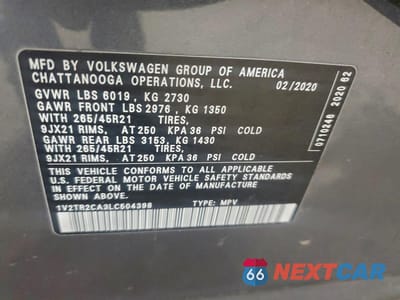 MFD BY VOLKSWAGEN GROUP OF AMERICA
CHATTANOOGA OPERATIONS, LLC. 02/2020
GVWR LBS 6019 , KG 2730
GAWR FRONT LBS 2976 , KG 1350
WITH 265/45R21 TIRES,
9JX21 RIMS, AT 250 KPA 36 PSI COLD
GAWR REAR LBS 3153, KG 1430
WITH 265/45R21 TIRES,
9JX21 RIMS, AT 250 KPA 36 PSI COLD
THIS VEHICLE CONFORMS TO ALL APPLICABLE
U.S. FEDERAL MOTOR VEHICLE SAFETY STANDARDS
IN EFFECT ON THE DATE OF MANUFACTURE
SHOWN ABOVE.
1V2TR2CA3LC504398 TYPE: MPV
0710246 2020 62
66 NEXTCAR